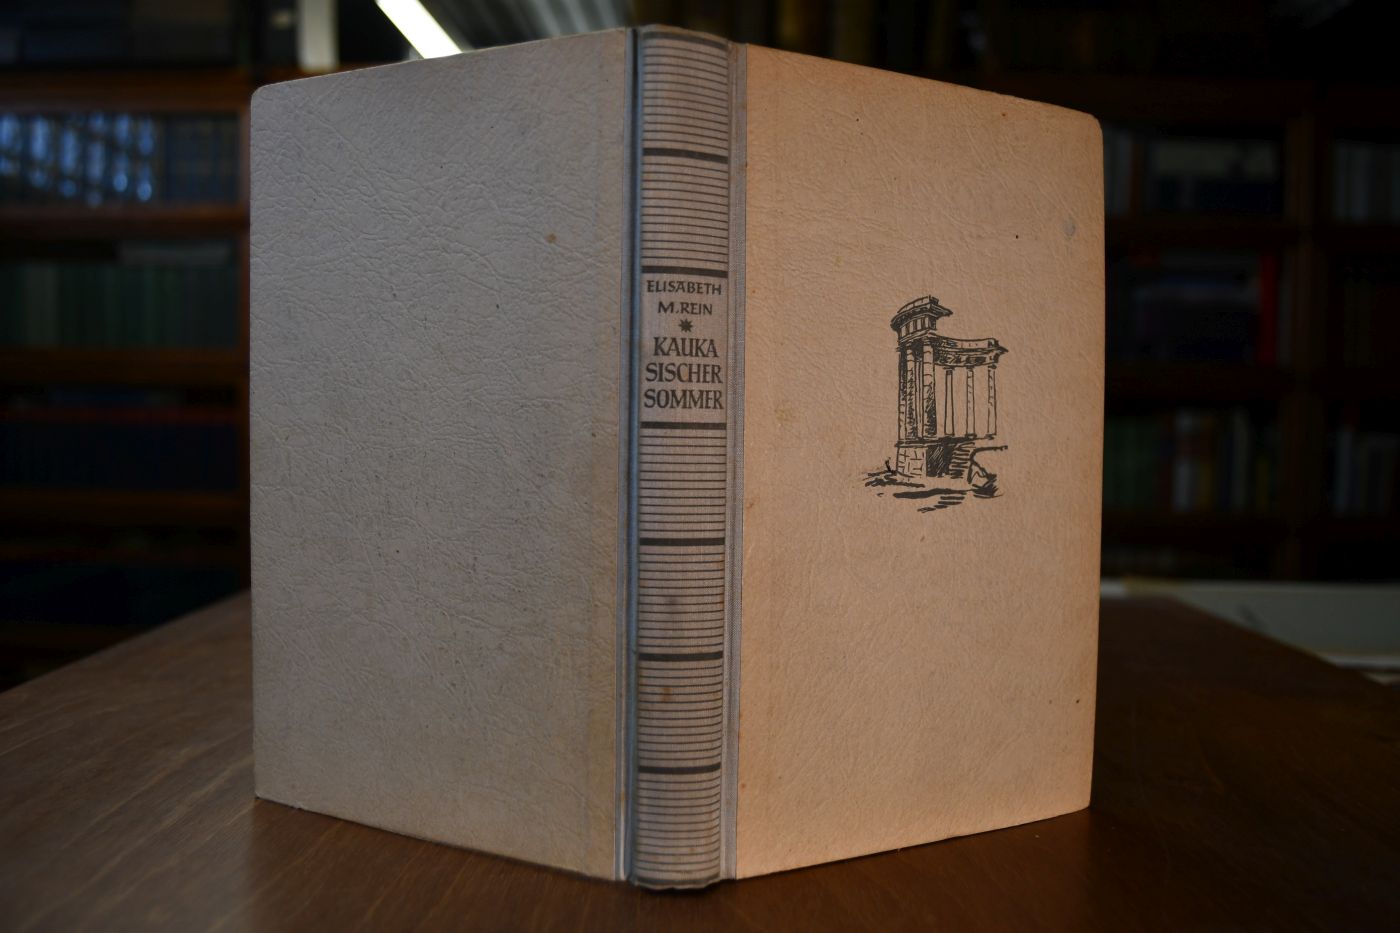 ELISABETH
M. REIN
KAUKA
SISCHER
SOMMER